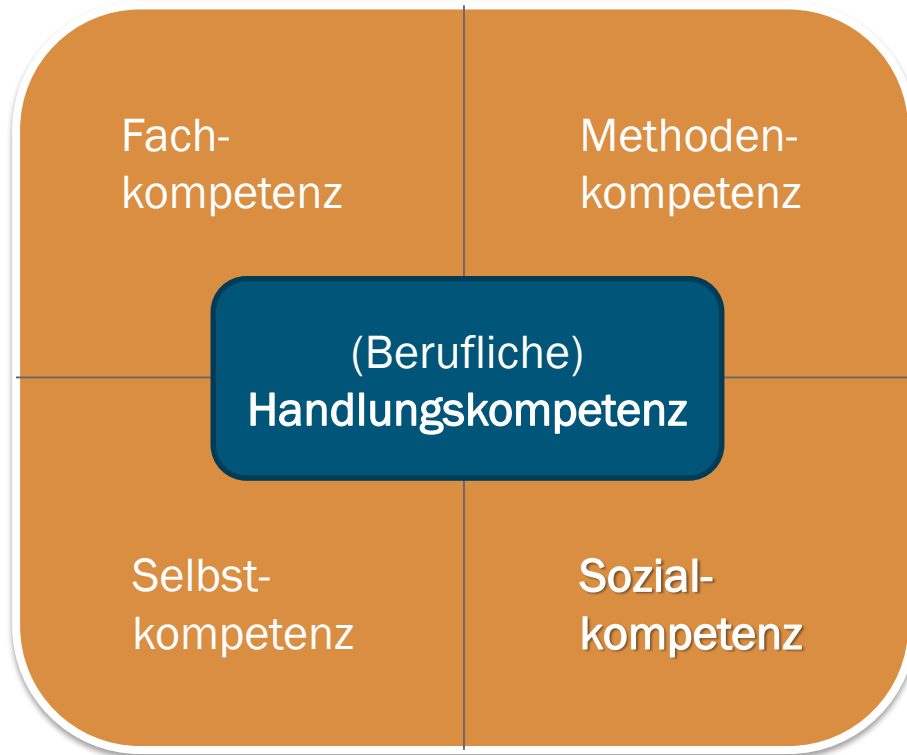 Fach-
kompetenz
Methoden-
kompetenz
(Berufliche)
Handlungskompetenz
Selbst-
kompetenz
Sozial-
kompetenz